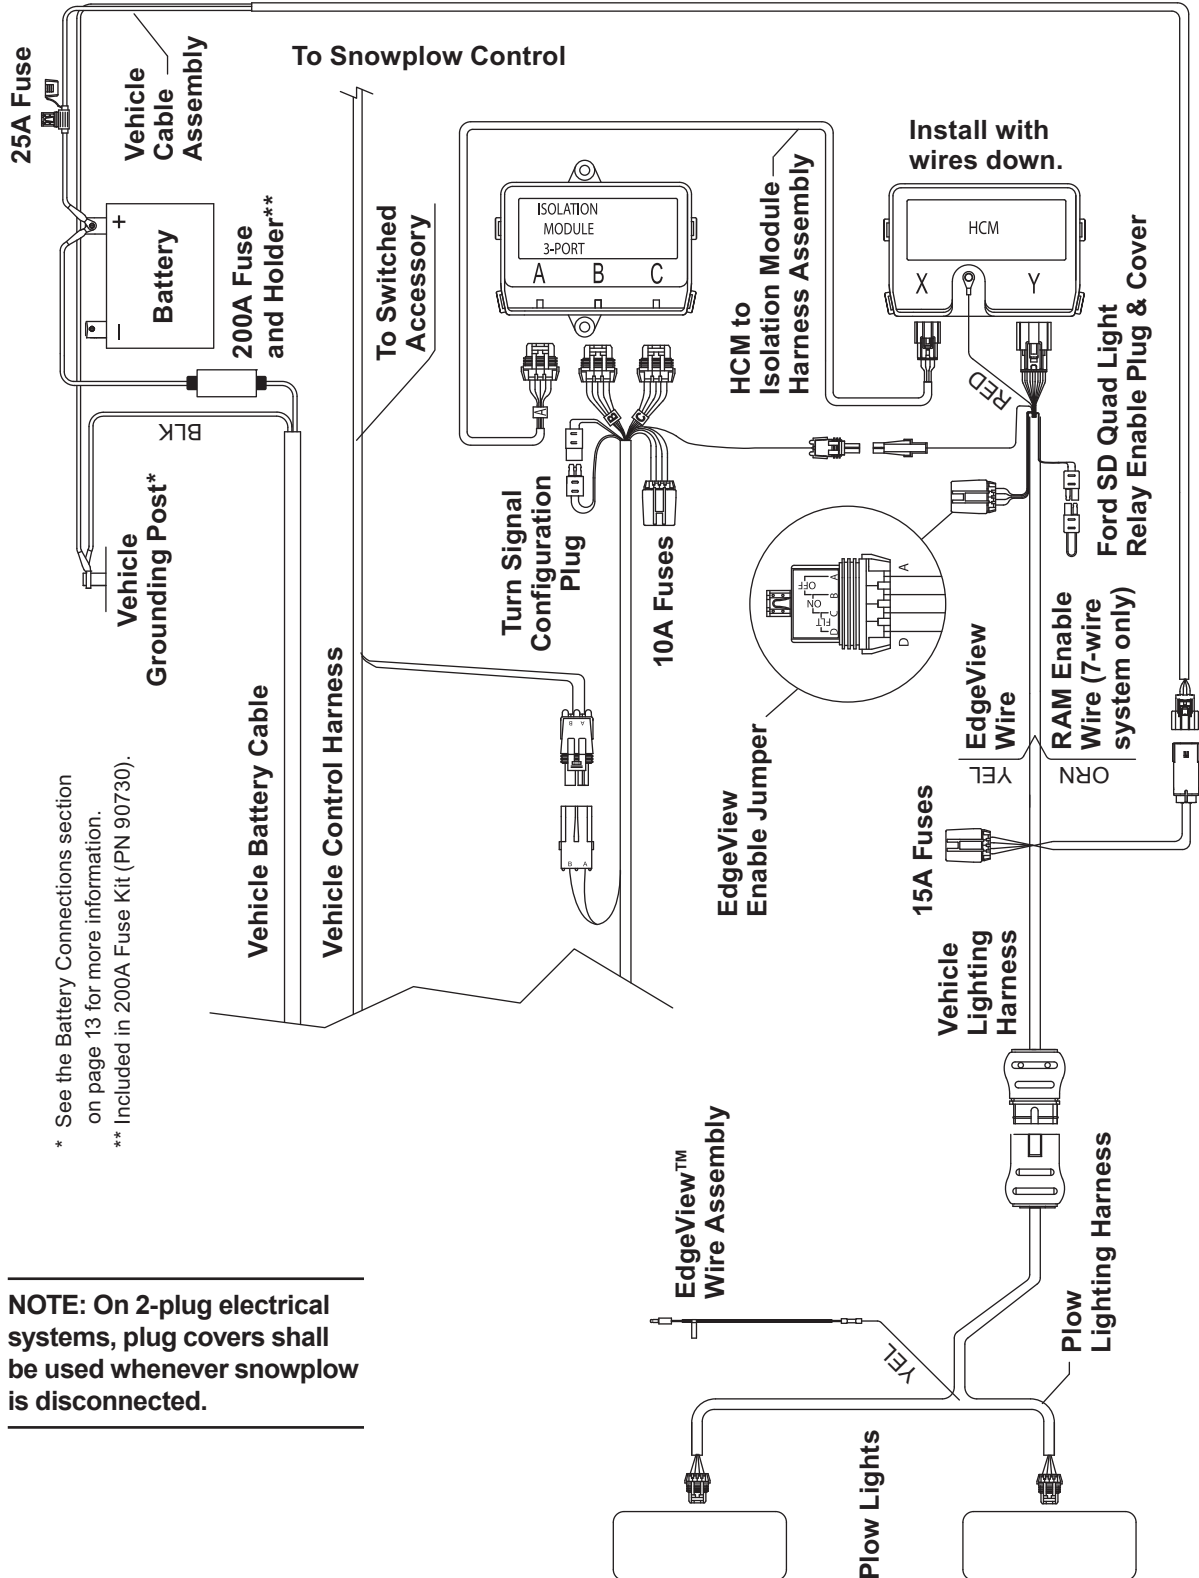 25A Fuse
Vehicle
Cable
Assembly
To Snowplow Control
+
−
Battery
200A Fuse
and Holder**
To Switched
Accessory
BLK
Vehicle
Grounding Post*
ISOLATION
MODULE
3-PORT
A B C
HCM to
Isolation Module
Harness Assembly
Install with
wires down.
HCM
X Y
RED
Ford SD Quad Light
Relay Enable Plug & Cover
A
B
C
Turn Signal
Configuration
Plug
10A Fuses
OFF
ON
FLT
D C B A
D A
EdgeView
Enable Jumper
EdgeView
Wire
YEL
RAM Enable
Wire (7-wire
system only)
ORN
15A Fuses
B A
B A
Vehicle Battery Cable
Vehicle Control Harness
* See the Battery Connections section
on page 13 for more information.
** Included in 200A Fuse Kit (PN 90730).
Vehicle
Lighting
Harness
EdgeView™
Wire Assembly
YEL
Plow
Lighting Harness
Plow Lights
NOTE: On 2-plug electrical
systems, plug covers shall
be used whenever snowplow
is disconnected.